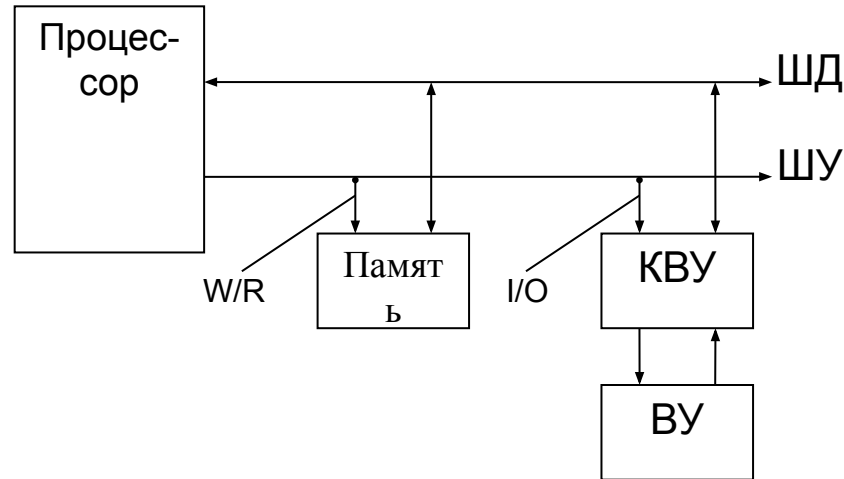 Процес-
сор
ШД
ШУ
W/R
Памят
ь
I/O
КВУ
ВУ